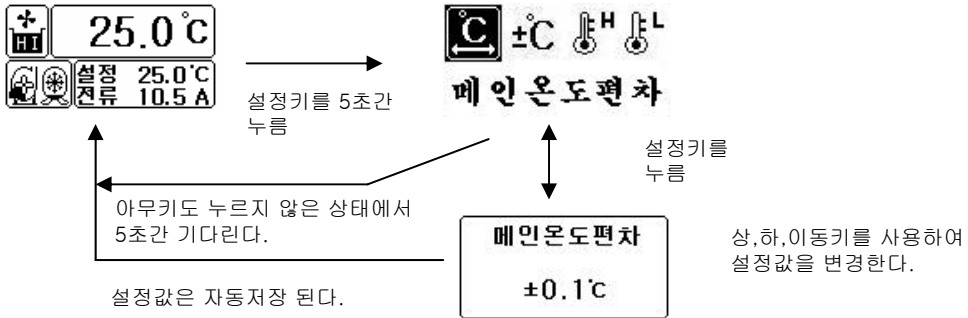 HI
25.0℃
설정 25.0℃
전류 10.5 A
설정키를 5초간
누름
℃ ±℃ H L
메인온도편차
설정키를
누름
아무키도 누르지 않은 상태에서
5초간 기다린다.
메인온도편차
±0.1℃
상,하,이동키를 사용하여
설정값을 변경한다.
설정값은 자동저장 된다.